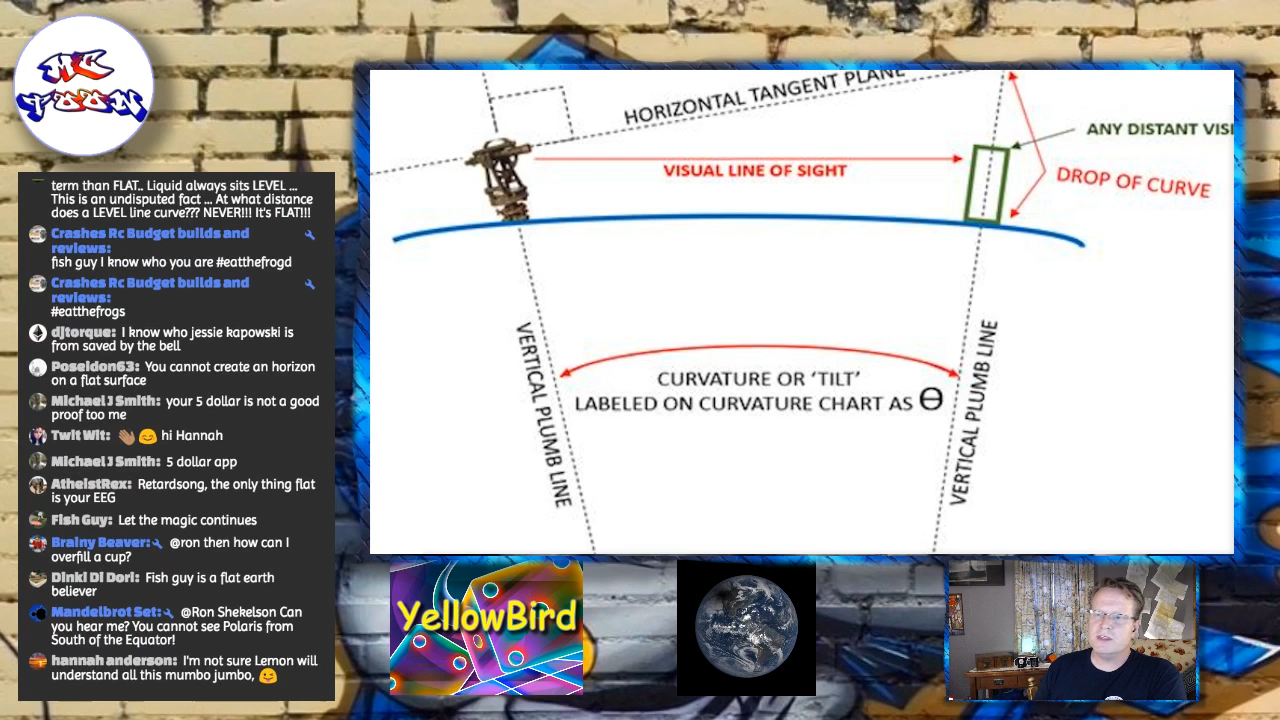 MC
TOON
term than FLAT.. Liquid always sits LEVEL ...
This is an undisputed fact ... At what distance
does a LEVEL line curve??? NEVER!!! It's FLAT!!!
Crashes Rc Budget builds and
reviews:
fish guy I know who you are #eatthefrogd
Crashes Rc Budget builds and
reviews:
#eatthefrogs
djtorque: I know who jessie kapowski is
from saved by the bell
Poseidon63: You cannot create an horizon
on a flat surface
Michael J Smith: your 5 dollar is not a good
proof too me
Twit Wit: 👋🏽 😊 hi Hannah
Michael J Smith: 5 dollar app
AtheistRex: Retardsong, the only thing flat
is your EEG
Fish Guy: Let the magic continues
Brainy Beaver: @ron then how can I
overfill a cup?
Dinki Di Dori: Fish guy is a flat earth
believer
Mandelbrot Set: @Ron Shekelson Can
you hear me? You cannot see Polaris from
South of the Equator!
hannah anderson: I'm not sure Lemon will
understand all this mumbo jumbo, 😄
HORIZONTAL TANGENT PLANE
ANY DISTANT VISI
VISUAL LINE OF SIGHT
DROP OF CURVE
VERTICAL PLUMB LINE
CURVATURE OR ‘TILT’
LABELED ON CURVATURE CHART AS Θ
VERTICAL PLUMB LINE
YellowBird